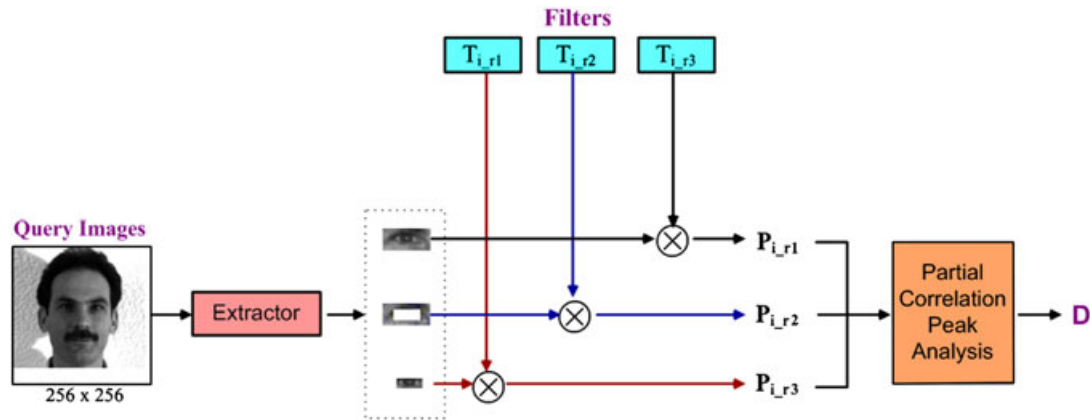 Filters
T_i_r1
T_i_r2
T_i_r3
Query Images
256 x 256
Extractor
P_i_r1
P_i_r2
P_i_r3
Partial
Correlation
Peak
Analysis
D